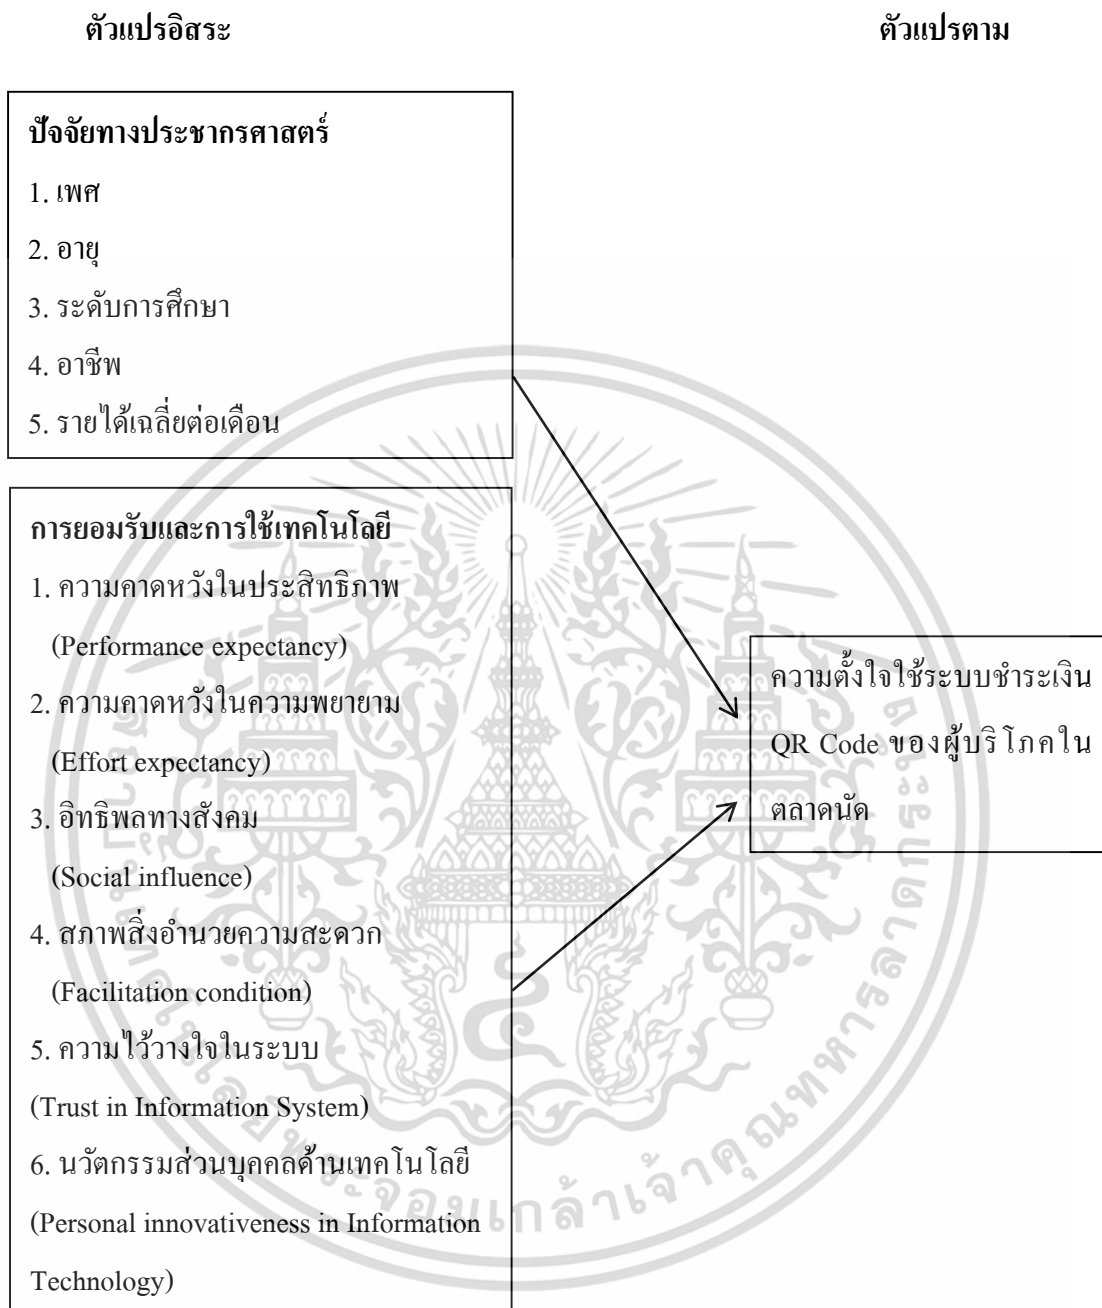 ตัวแปรอิสระ
ตัวแปรตาม
ปัจจัยทางประชากรศาสตร์
1. เพศ
2. อายุ
3. ระดับการศึกษา
4. อาชีพ
5. รายได้เฉลี่ยต่อเดือน
การยอมรับและการใช้เทคโนโลยี
1. ความคาดหวังในประสิทธิภาพ
(Performance expectancy)
2. ความคาดหวังในความพยายาม
(Effort expectancy)
3. อิทธิพลทางสังคม
(Social influence)
4. สภาพสิ่งอำนวยความสะดวก
(Facilitation condition)
5. ความไว้วางใจในระบบ
(Trust in Information System)
6. นวัตกรรมส่วนบุคคลด้านเทคโนโลยี
(Personal innovativeness in Information
Technology)
ความตั้งใจใช้ระบบชำระเงิน
QR Code ของผู้บริโภคใน
ตลาดนัด
๔